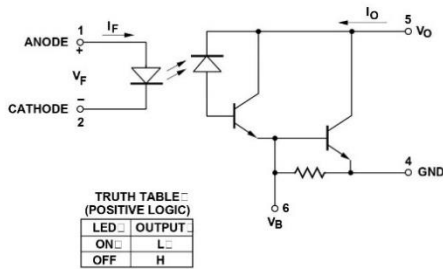 1
ANODE
+
I_F
V_F
−
CATHODE
2
I_O
5
V_O
4
GND
6
V_B
TRUTH TABLE□
(POSITIVE LOGIC)
LED□ OUTPUT□
ON□ L□
OFF H